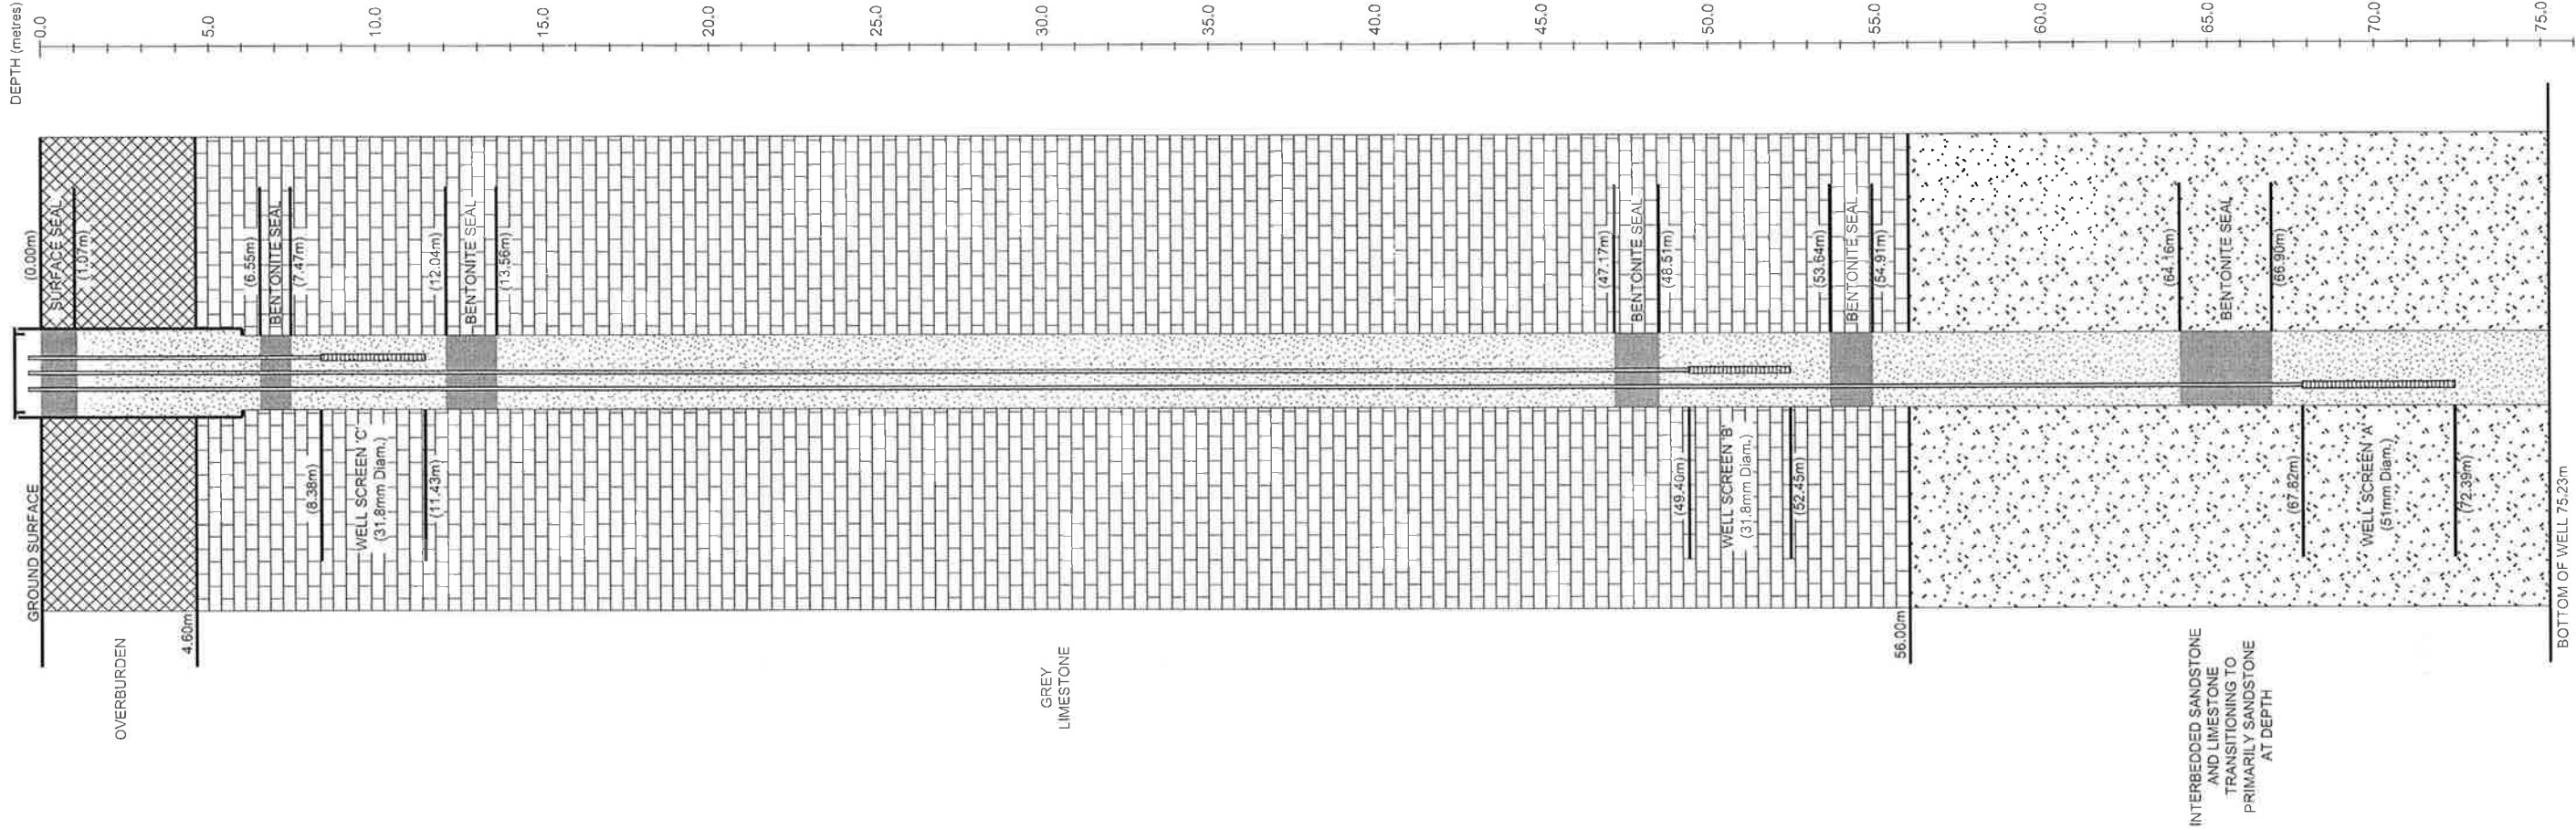 DEPTH (metres)
0.0
5.0
10.0
15.0
20.0
25.0
30.0
35.0
40.0
45.0
50.0
55.0
60.0
65.0
70.0
75.0
(0.00m)
SURFACE SEAL
(1.07m)
(6.55m)
BENTONITE SEAL
(7.47m)
(12.04m)
BENTONITE SEAL
(13.56m)
(47.17m)
BENTONITE SEAL
(48.51m)
(53.64m)
BENTONITE SEAL
(54.91m)
(64.16m)
BENTONITE SEAL
(66.90m)
GROUND SURFACE
(8.38m)
WELL SCREEN 'C'
(31.8mm Diam.)
(11.43m)
(49.40m)
WELL SCREEN 'B'
(31.8mm Diam.)
(52.45m)
(67.82m)
WELL SCREEN 'A'
(51mm Diam.)
(72.39m)
4.60m
56.00m
BOTTOM OF WELL 75.23m
OVERBURDEN
GREY
LIMESTONE
INTERBEDDED SANDSTONE
AND LIMESTONE
TRANSITIONING TO
PRIMARILY SANDSTONE
AT DEPTH